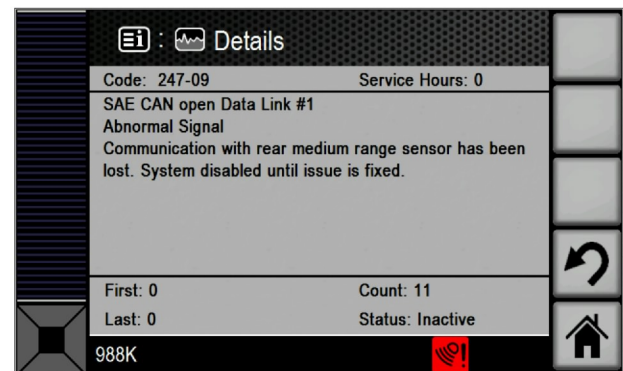 : Details
Code: 247-09 Service Hours: 0
SAE CAN open Data Link #1
Abnormal Signal
Communication with rear medium range sensor has been
lost. System disabled until issue is fixed.
First: 0 Count: 11
Last: 0 Status: Inactive
988K